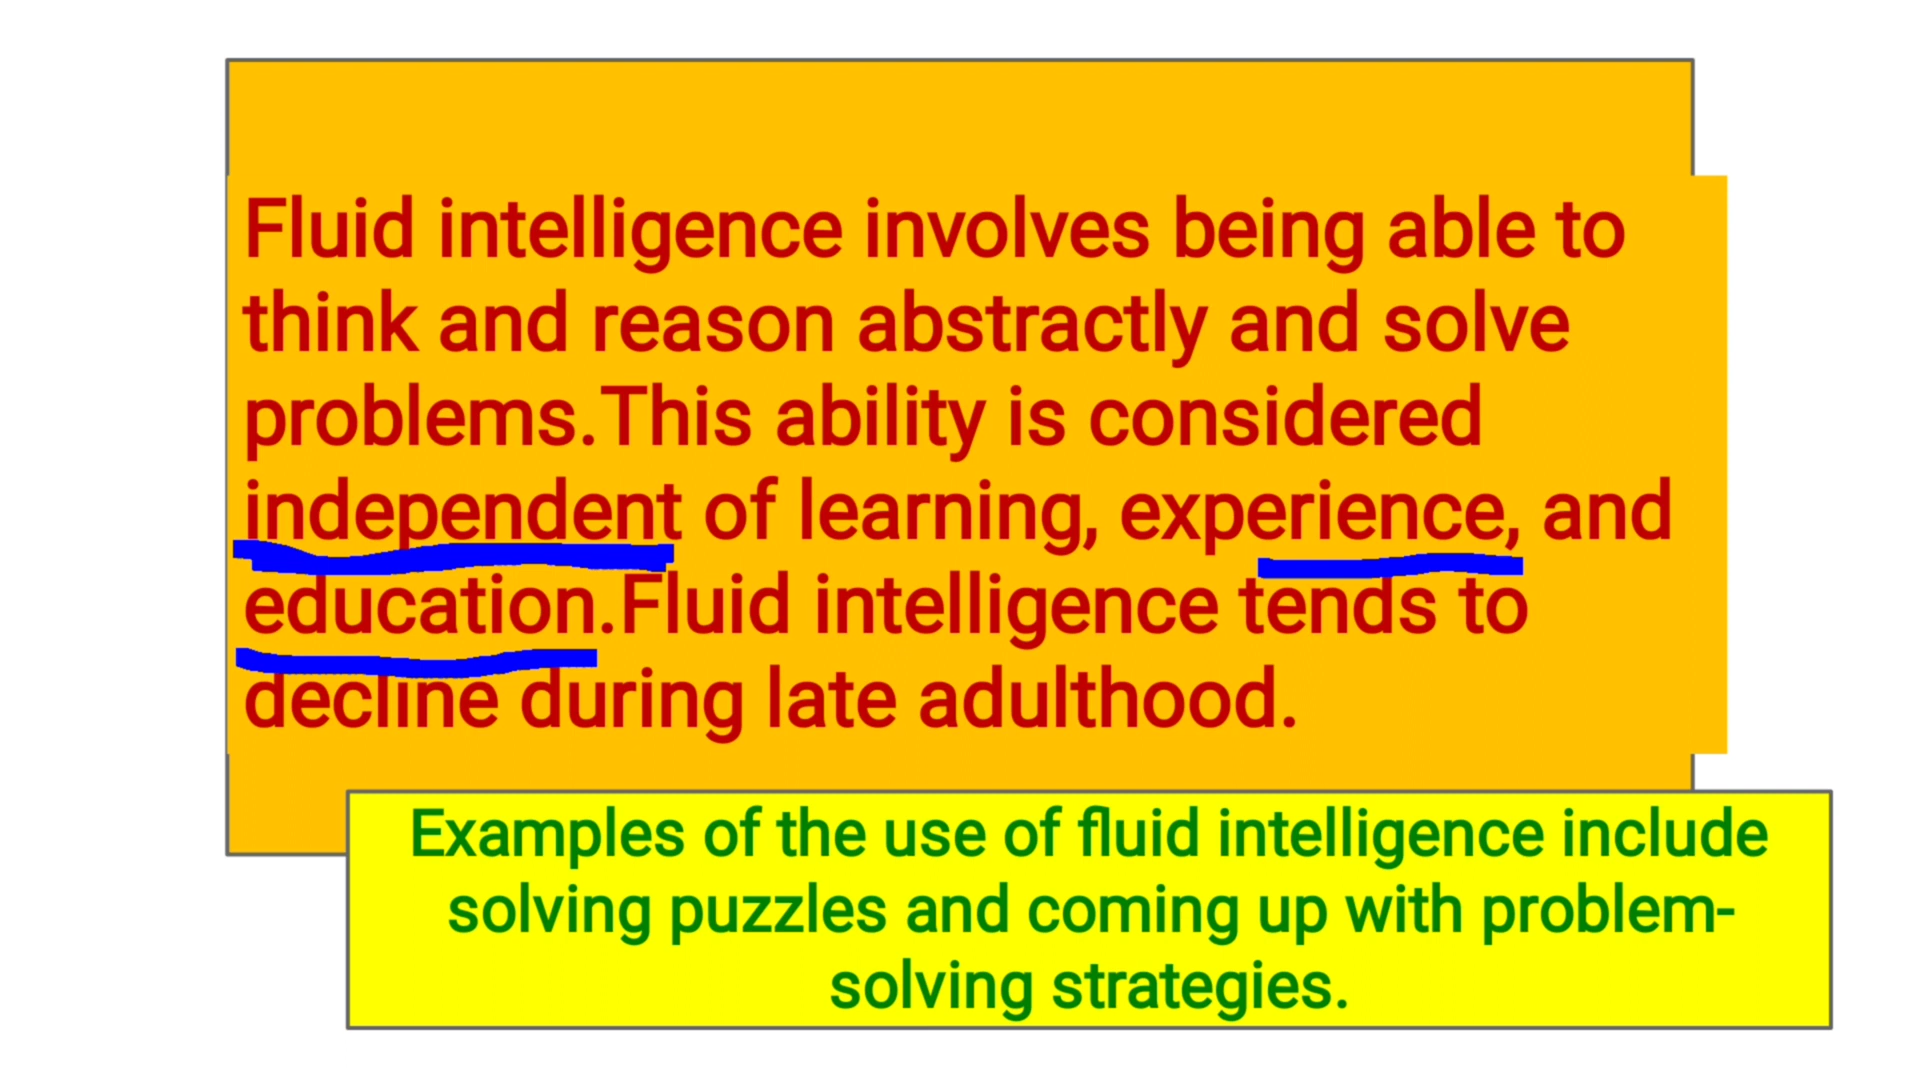 Fluid intelligence involves being able to
think and reason abstractly and solve
problems.This ability is considered
independent of learning, experience, and
education.Fluid intelligence tends to
decline during late adulthood.
Examples of the use of fluid intelligence include
solving puzzles and coming up with problem-
solving strategies.